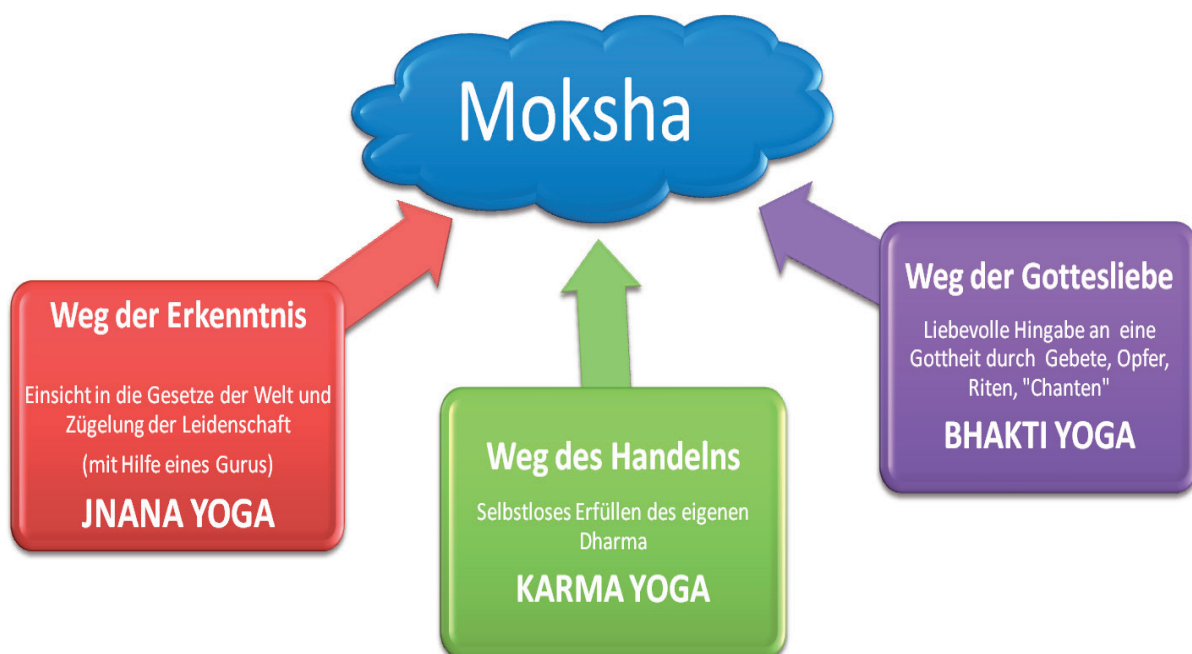 Moksha
Weg der Erkenntnis
Einsicht in die Gesetze der Welt und
Zügelung der Leidenschaft
(mit Hilfe eines Gurus)
JNANA YOGA
Weg des Handelns
Selbstloses Erfüllen des eigenen
Dharma
KARMA YOGA
Weg der Gottesliebe
Liebevolle Hingabe an eine
Gottheit durch Gebete, Opfer,
Riten, "Chanten"
BHAKTI YOGA